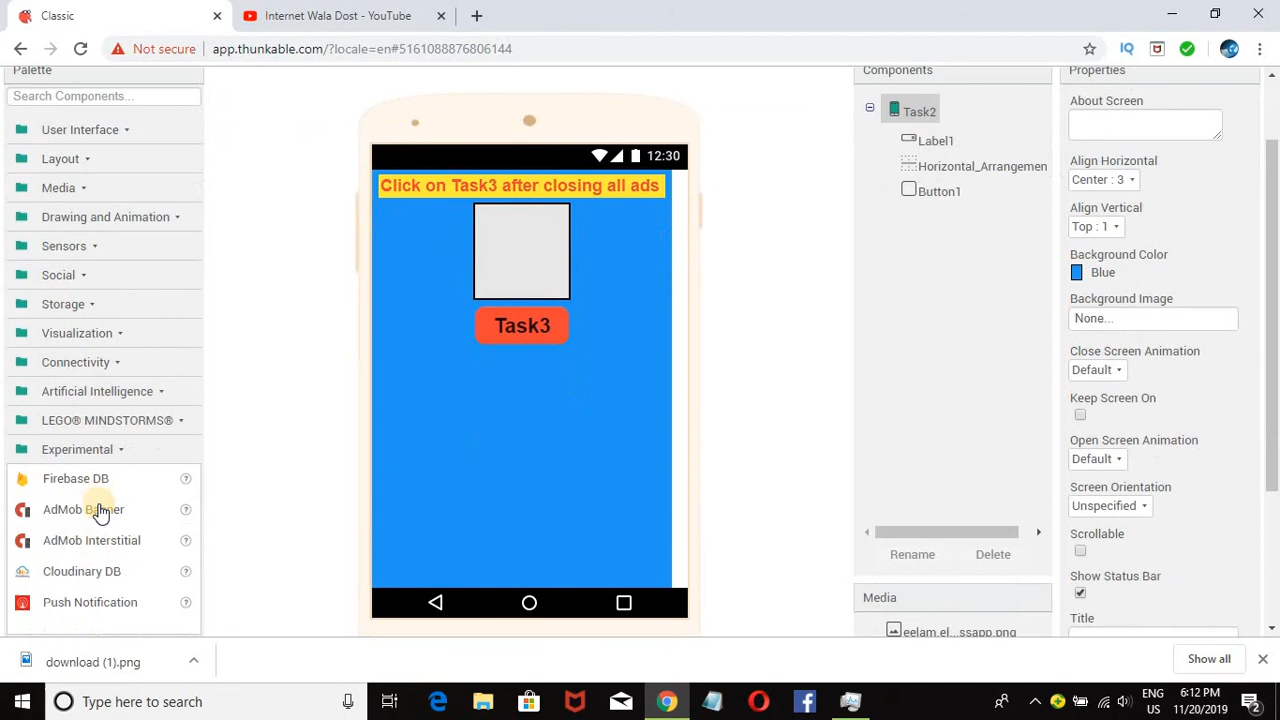 Classic
Internet Wala Dost - YouTube
Not secure
app.thunkable.com/?locale=en#5161088876806144
Palette
Search Components...
User Interface
Layout
Media
Drawing and Animation
Sensors
Social
Storage
Visualization
Connectivity
Artificial Intelligence
LEGO® MINDSTORMS®
Experimental
Firebase DB
AdMob Banner
AdMob Interstitial
Cloudinary DB
Push Notification
12:30
Click on Task3 after closing all ads
Task3
Components
Task2
Label1
Horizontal_Arrangemen
Button1
Rename
Delete
Media
eelam.el...ssapp.png
Properties
About Screen
Align Horizontal
Center : 3
Align Vertical
Top : 1
Background Color
Blue
Background Image
None...
Close Screen Animation
Default
Keep Screen On
Open Screen Animation
Default
Screen Orientation
Unspecified
Scrollable
Show Status Bar
Title
download (1).png
Show all
Type here to search
ENG
US
6:12 PM
11/20/2019
2